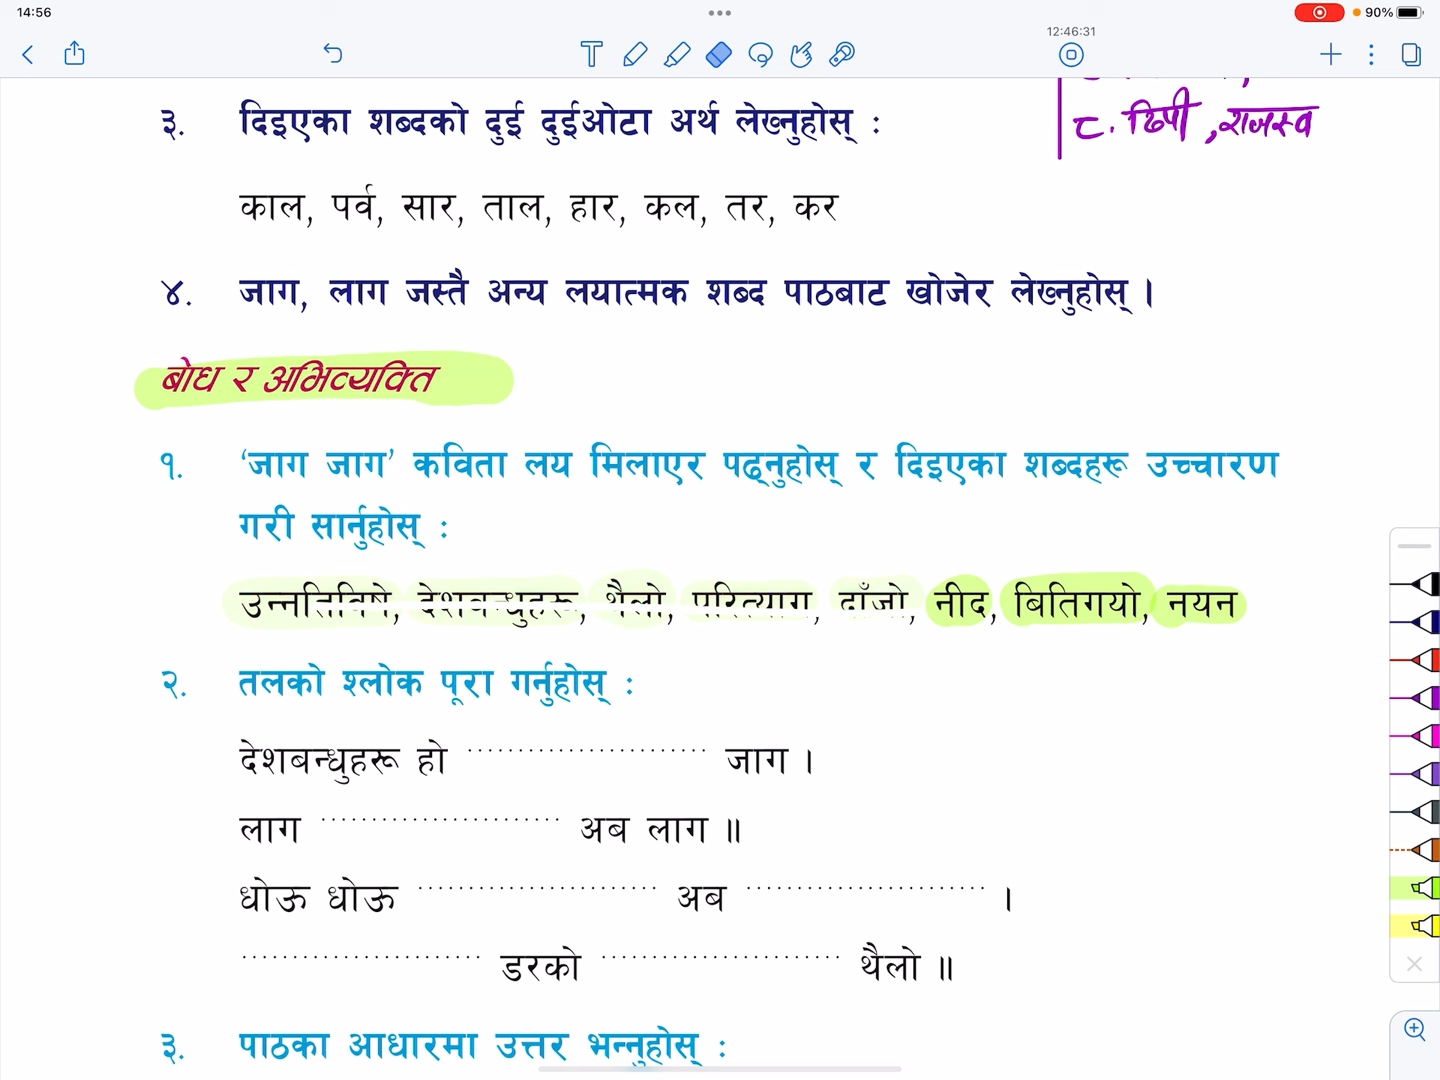 14:56
90%
12:46:31
३. दिइएका शब्दको दुई दुईओटा अर्थ लेख्नुहोस् :
८. ढिपी, राजस्व
काल, पर्व, सार, ताल, हार, कल, तर, कर
४. जाग, लाग जस्तै अन्य लयात्मक शब्द पाठबाट खोजेर लेख्नुहोस् ।
बोध र अभिव्यक्ति
१. ‘जाग जाग’ कविता लय मिलाएर पढ्नुहोस् र दिइएका शब्दहरू उच्चारण
गरी सार्नुहोस् :
उन्नतिविषे, देशबन्धुहरू, थैलो, परित्याग, दाँजो, नीद, बितिगयो, नयन
२. तलको श्लोक पूरा गर्नुहोस् :
देशबन्धुहरू हो ........................ जाग ।
लाग ........................ अब लाग ॥
धोऊ धोऊ ........................ अब ........................ ।
........................ डरको ........................ थैलो ॥
३. पाठका आधारमा उत्तर भन्नुहोस् :